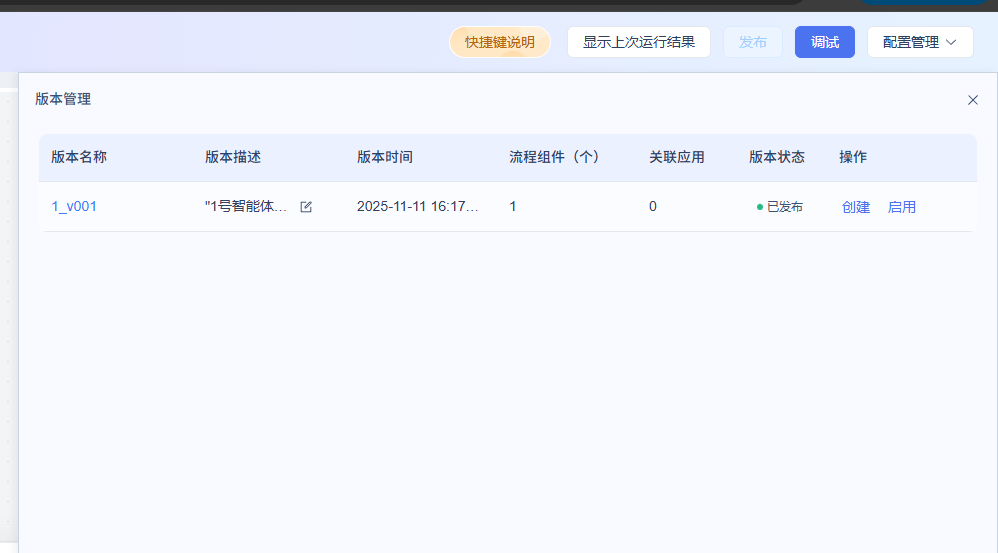 快捷键说明 显示上次运行结果 发布 调试 配置管理
版本管理
版本名称 版本描述 版本时间 流程组件（个） 关联应用 版本状态 操作
1_v001 "1号智能体... 2025-11-11 16:17... 1 0 已发布 创建 启用